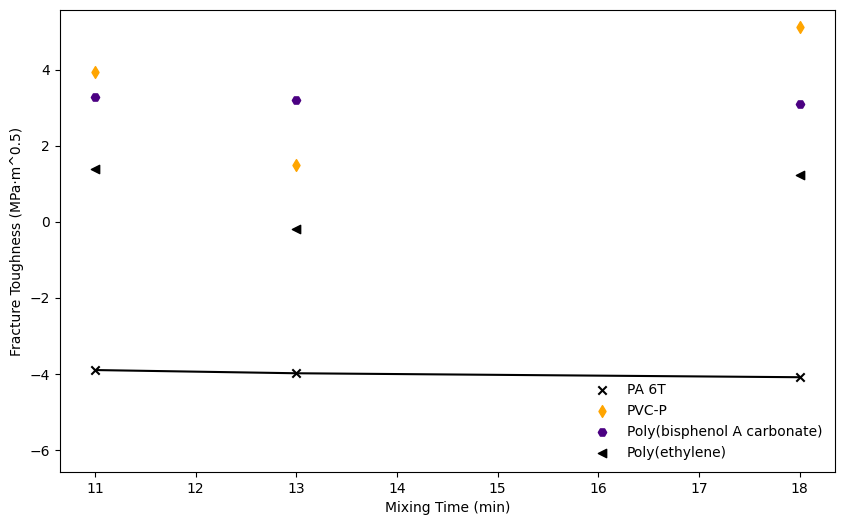 Fracture Toughness (MPa·m^0.5)
4
2
0
−2
−4
−6
11
12
13
14
15
16
17
18
Mixing Time (min)
PA 6T
PVC-P
Poly(bisphenol A carbonate)
Poly(ethylene)